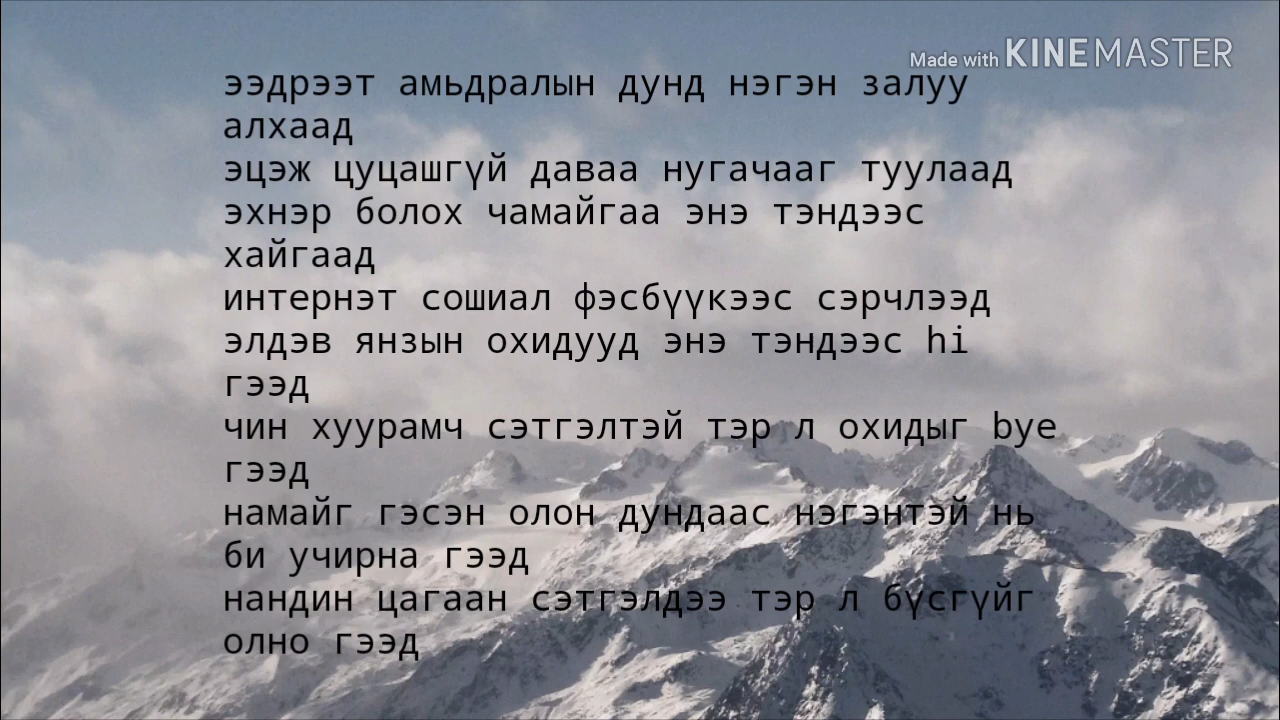 Made with KINEMASTER
ээдрээт амьдралын дунд нэгэн залуу
алхаад
эцэж цуцашгүй даваа нугачааг туулаад
эхнэр болох чамайгаа энэ тэндээс
хайгаад
интернэт сошиал фэсбүүкээс сэрчлээд
элдэв янзын охидууд энэ тэндээс hi
гээд
чин хуурамч сэтгэлтэй тэр л охидыг bye
гээд
намайг гэсэн олон дундаас нэгэнтэй нь
би учирна гээд
нандин цагаан сэтгэлдээ тэр л бүсгүйг
олно гээд